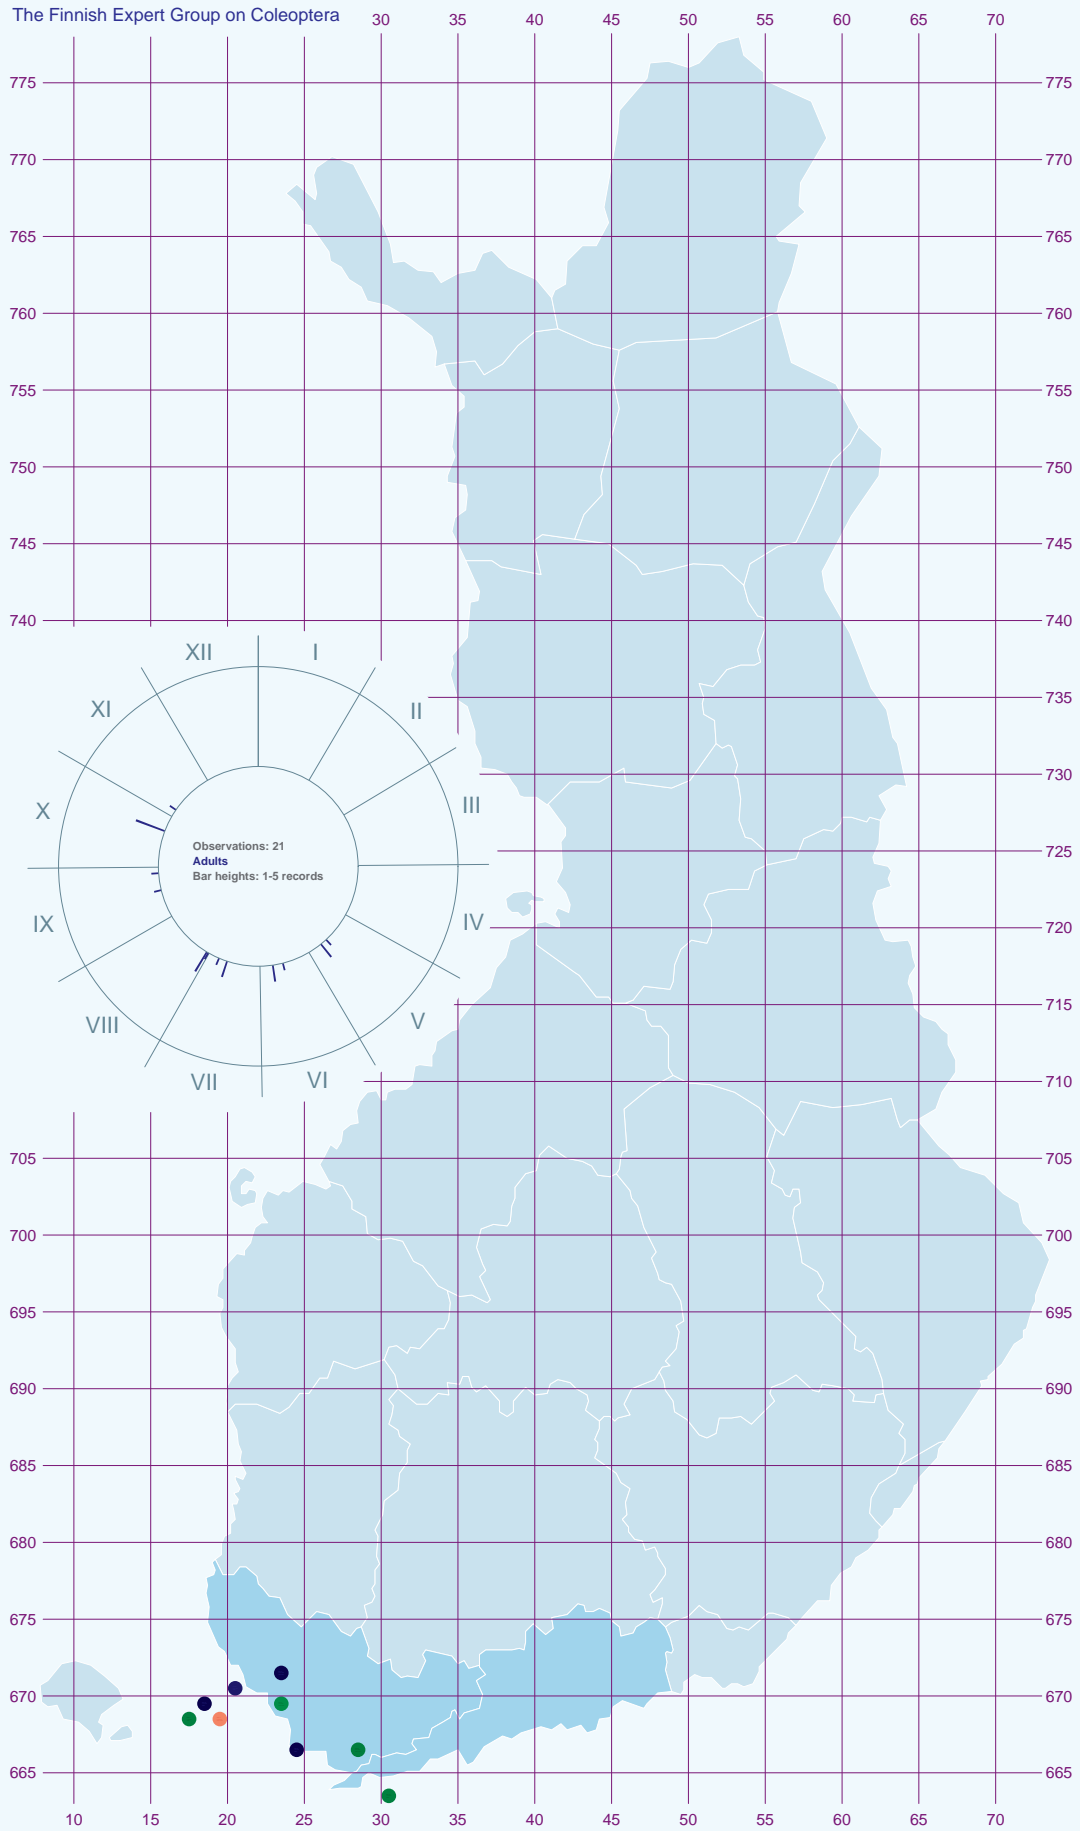 The Finnish Expert Group on Coleoptera
30 35 40 45 50 55 60 65 70
775 775
770 770
765 765
760 760
755 755
750 750
745 745
740 740
735
730
725
720
715
710
705 705
700 700
695 695
690 690
685 685
680 680
675 675
670 670
665 665
XII I
XI II
X III
IX IV
VIII V
VII VI
Observations: 21
Adults
Bar heights: 1-5 records
10 15 20 25 30 35 40 45 50 55 60 65 70